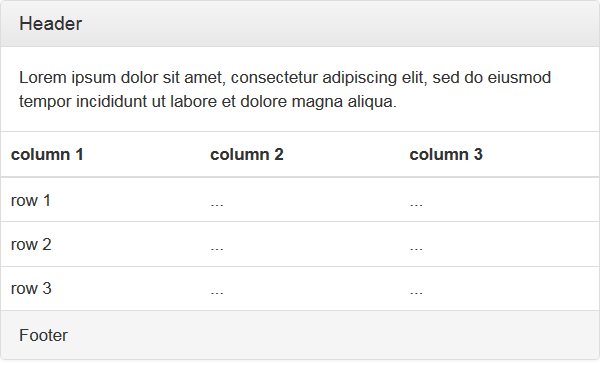 Header
Lorem ipsum dolor sit amet, consectetur adipiscing elit, sed do eiusmod
tempor incididunt ut labore et dolore magna aliqua.
column 1 column 2 column 3
row 1 ... ...
row 2 ... ...
row 3 ... ...
Footer